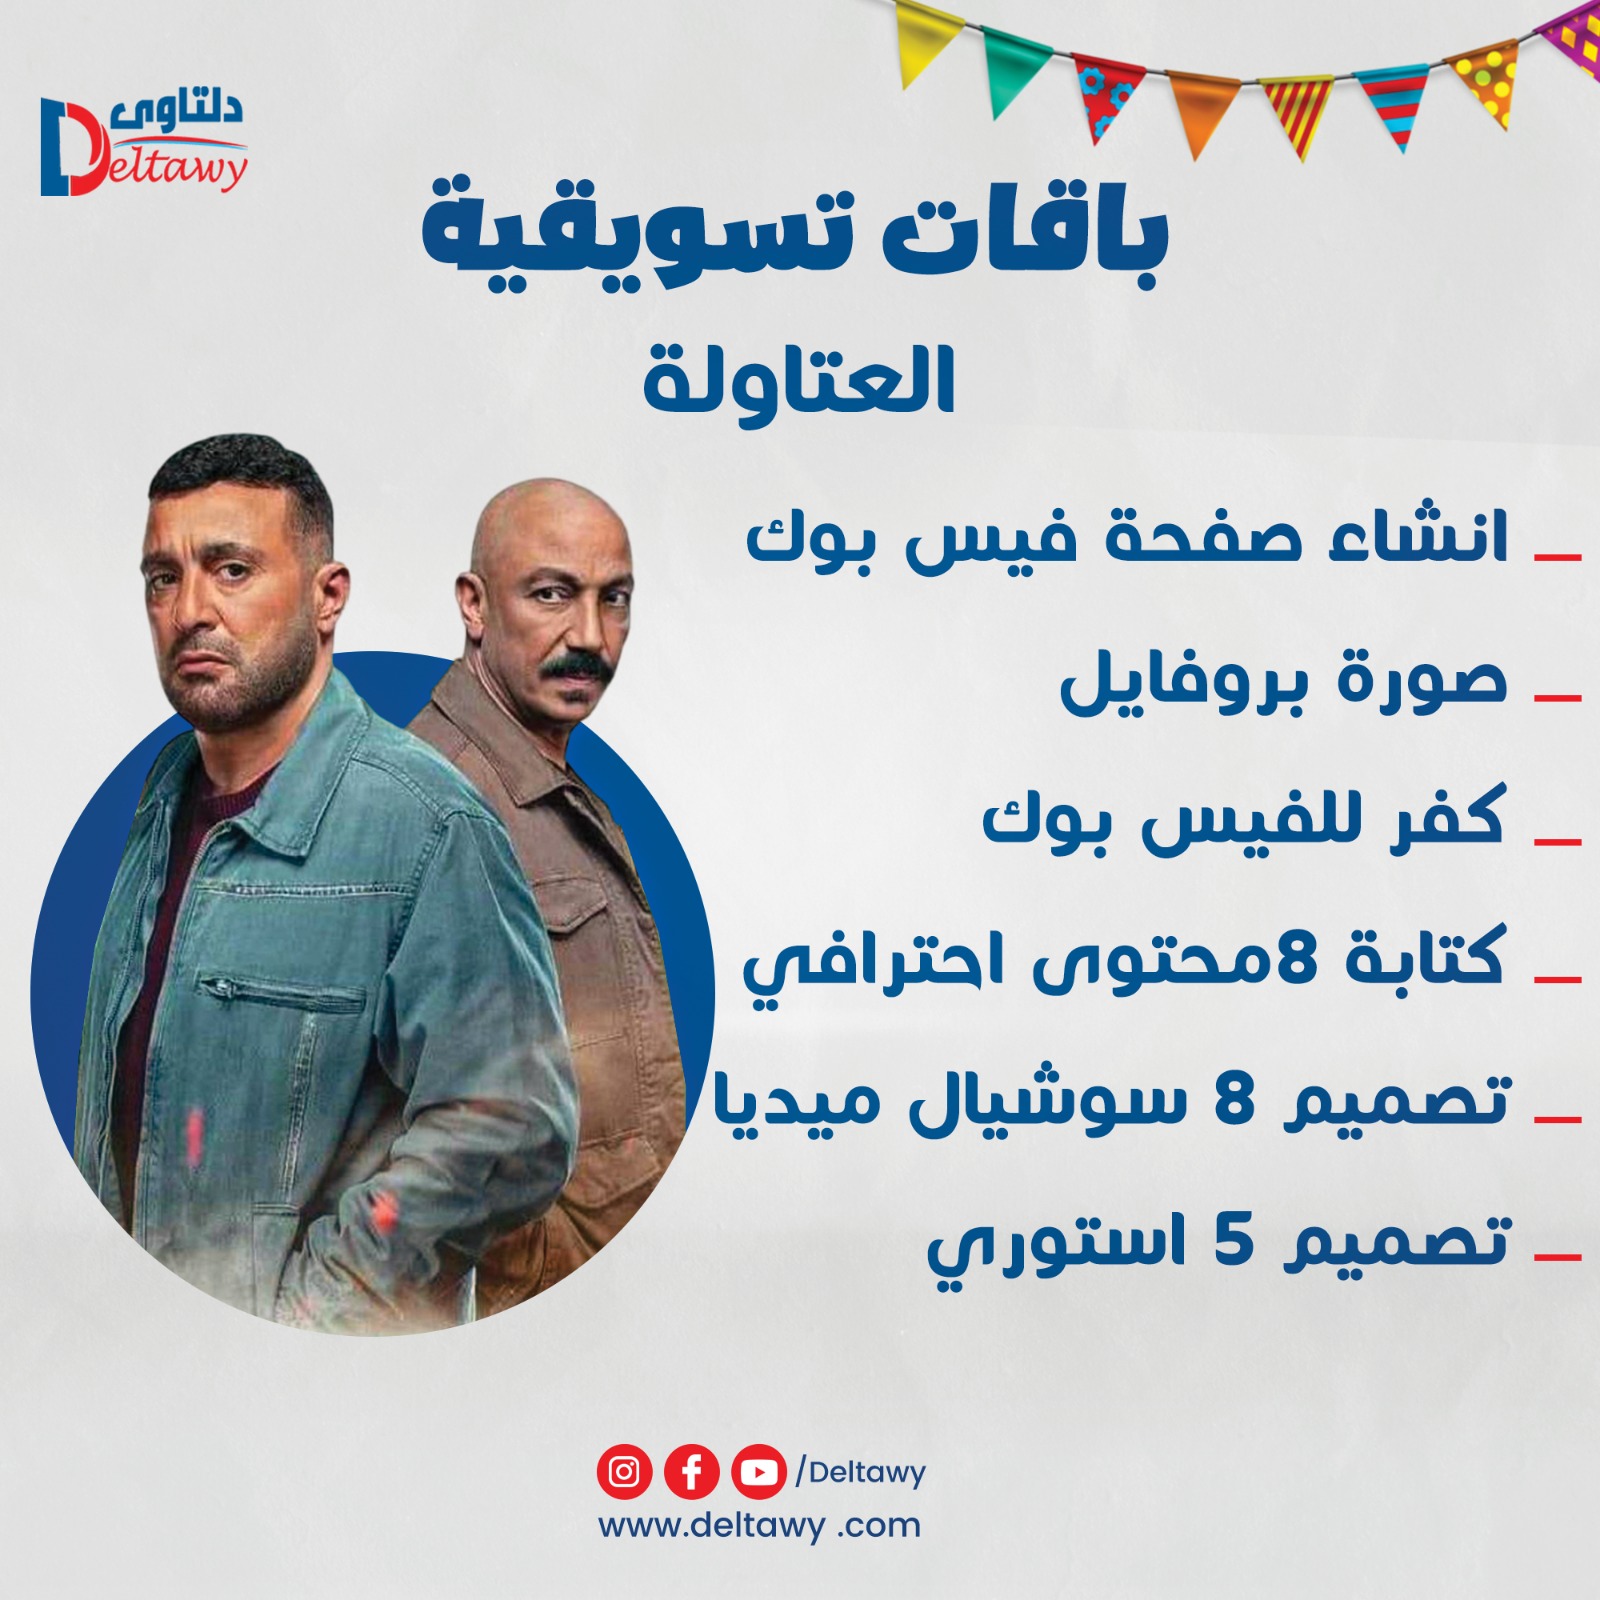 دلتاوى
Deltawy
باقات تسويقية
العتاولة
_ انشاء صفحة فيس بوك
_ صورة بروفايل
_ كفر للفيس بوك
_ كتابة 8محتوى احترافي
_ تصميم 8 سوشيال ميديا
_ تصميم 5 استوري
/Deltawy
www.deltawy .com